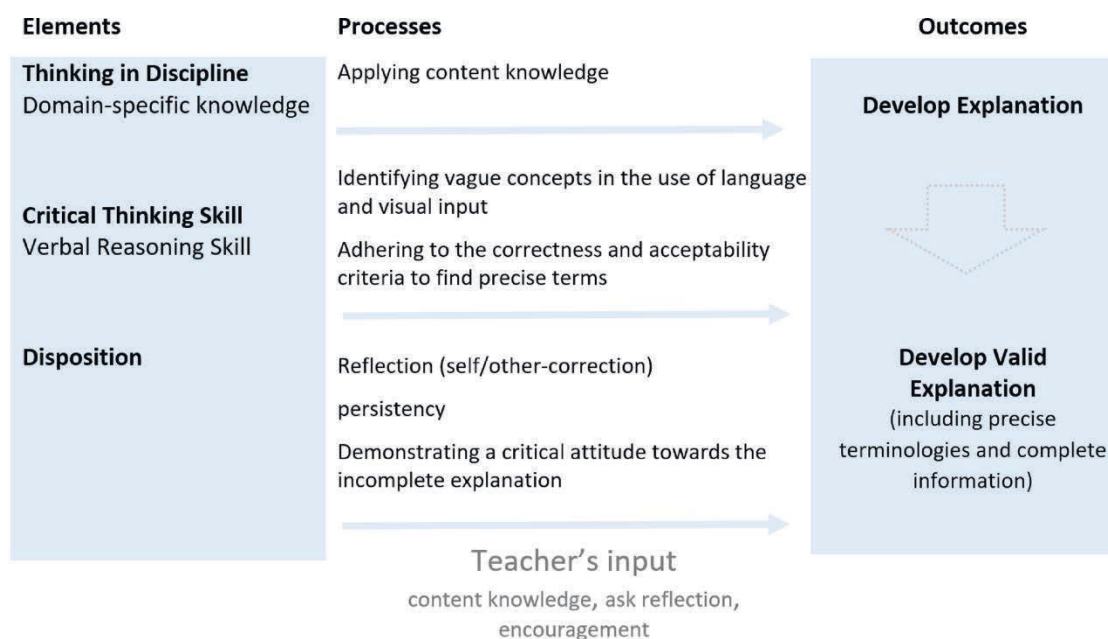 Elements
Processes
Outcomes
Thinking in Discipline
Domain-specific knowledge
Applying content knowledge
Develop Explanation
Critical Thinking Skill
Verbal Reasoning Skill
Identifying vague concepts in the use of language
and visual input
Adhering to the correctness and acceptability
criteria to find precise terms
Disposition
Reflection (self/other-correction)
persistency
Demonstrating a critical attitude towards the
incomplete explanation
Develop Valid
Explanation
(including precise
terminologies and complete
information)
Teacher's input
content knowledge, ask reflection,
encouragement